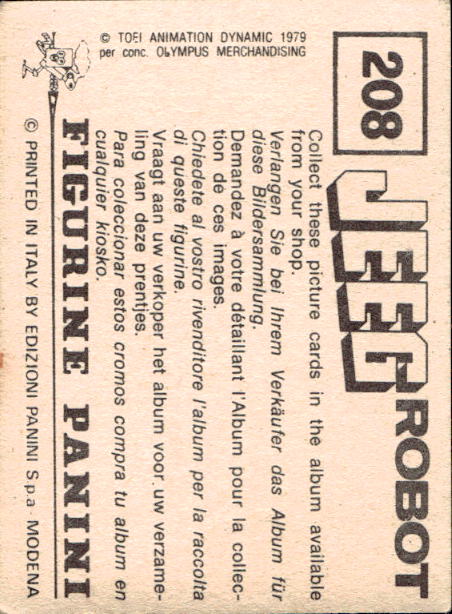 208
JEEG ROBOT
© TOEI ANIMATION DYNAMIC 1979
per conc. OLYMPUS MERCHANDISING
Collect these picture cards in the album available
from your shop.
Verlangen Sie bei Ihrem Verkäufer das Album für
diese Bildersammlung.
Demandez à votre détaillant l'Album pour la collec-
tion de ces images.
Chiedete al vostro rivenditore l'album per la raccolta
di queste figurine.
Vraagt aan uw verkoper het album voor uw verzame-
ling van deze prentjes.
Para coleccionar estos cromos compra tu album en
cualquier kiosko.
FIGURINE PANINI
© PRINTED IN ITALY BY EDIZIONI PANINI S.p.a - MODENA